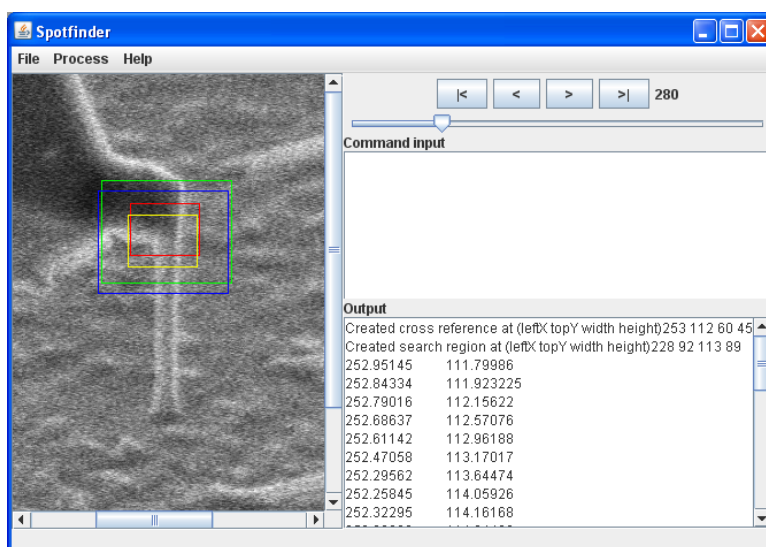 Spotfinder
File Process Help
|< < > >| 280
Command input
Output
Created cross reference at (leftX topY width height)253 112 60 45
Created search region at (leftX topY width height)228 92 113 89
252.95145 111.79986
252.84334 111.923225
252.79016 112.15622
252.68637 112.57076
252.61142 112.96188
252.47058 113.17017
252.29562 113.64474
252.25845 114.05926
252.32295 114.16168